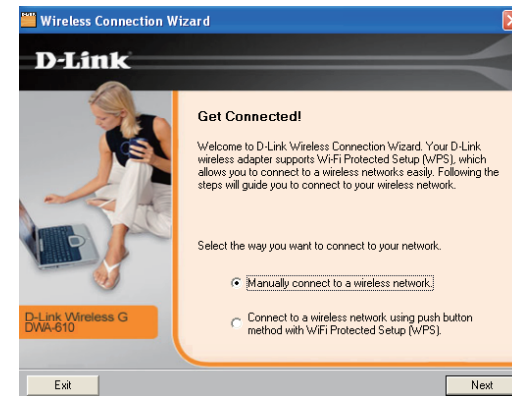 Wireless Connection Wizard
D-Link
Get Connected!
Welcome to D-Link Wireless Connection Wizard. Your D-Link
wireless adapter supports Wi-Fi Protected Setup (WPS), which
allows you to connect to a wireless networks easily. Following the
steps will guide you to connect to your wireless network.
Select the way you want to connect to your network.
Manually connect to a wireless network.
Connect to a wireless network using push button
method with WiFi Protected Setup (WPS).
D-Link Wireless G
DWA-610
Exit
Next